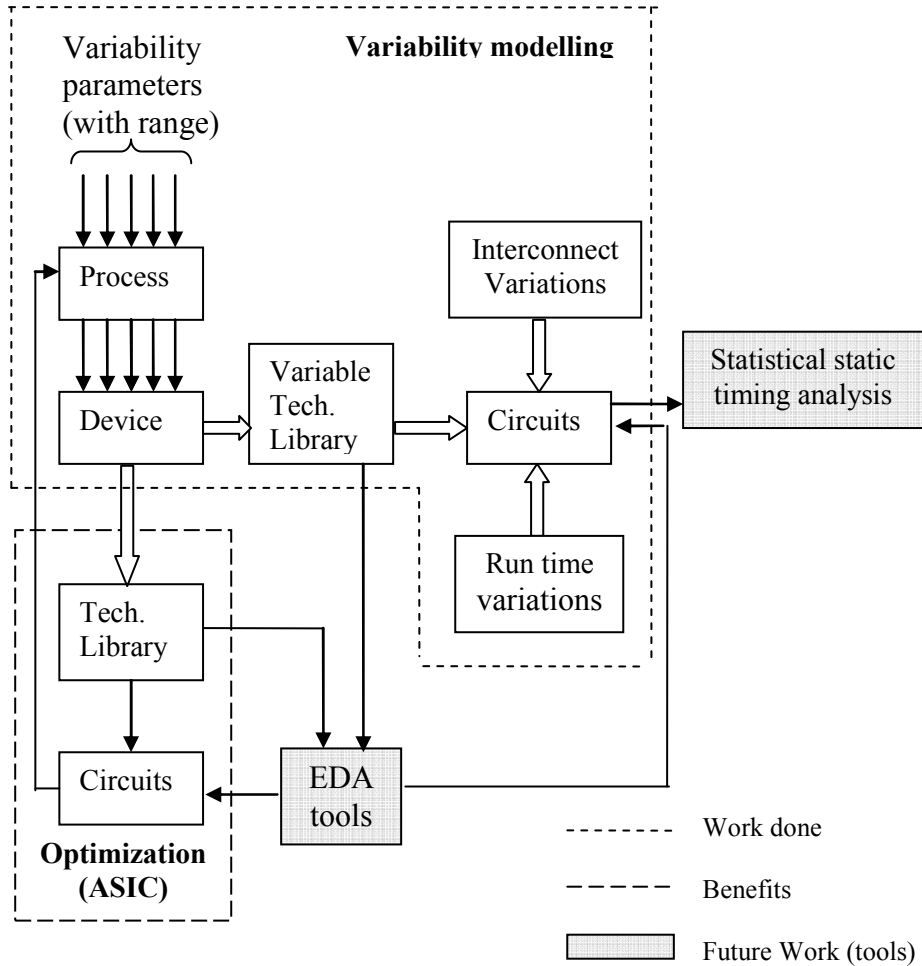 Variability
parameters
(with range)
Variability modelling
Process
Interconnect
Variations
Device
Variable
Tech.
Library
Circuits
Statistical static
timing analysis
Run time
variations
Tech.
Library
Circuits
EDA
tools
Optimization
(ASIC)
Work done
Benefits
Future Work (tools)